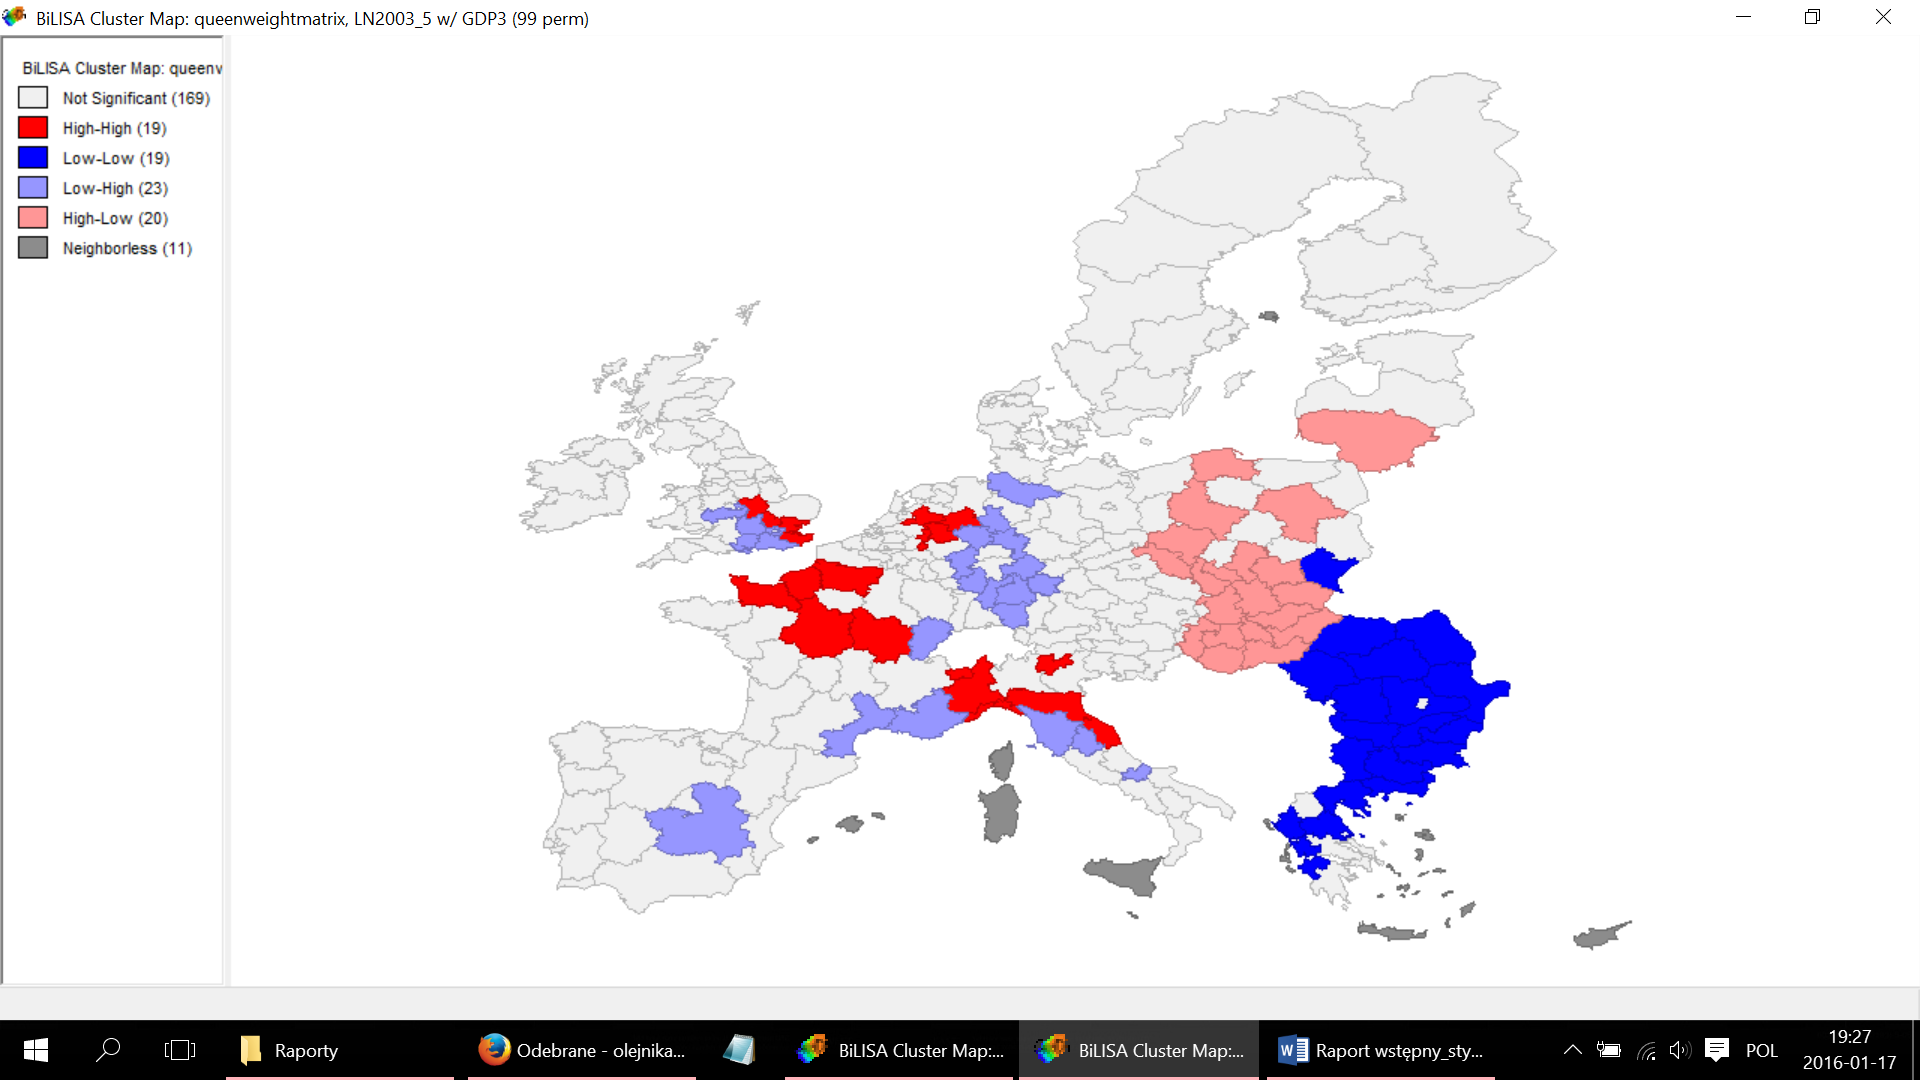 BiLISA Cluster Map: queenweightmatrix, LN2003_5 w/ GDP3 (99 perm)
BiLISA Cluster Map: queenw
Not Significant (169)
High-High (19)
Low-Low (19)
Low-High (23)
High-Low (20)
Neighborless (11)
Raporty
Odebrane - olejnika...
BiLISA Cluster Map:...
BiLISA Cluster Map:...
Raport wstępny_sty...
POL
19:27
2016-01-17